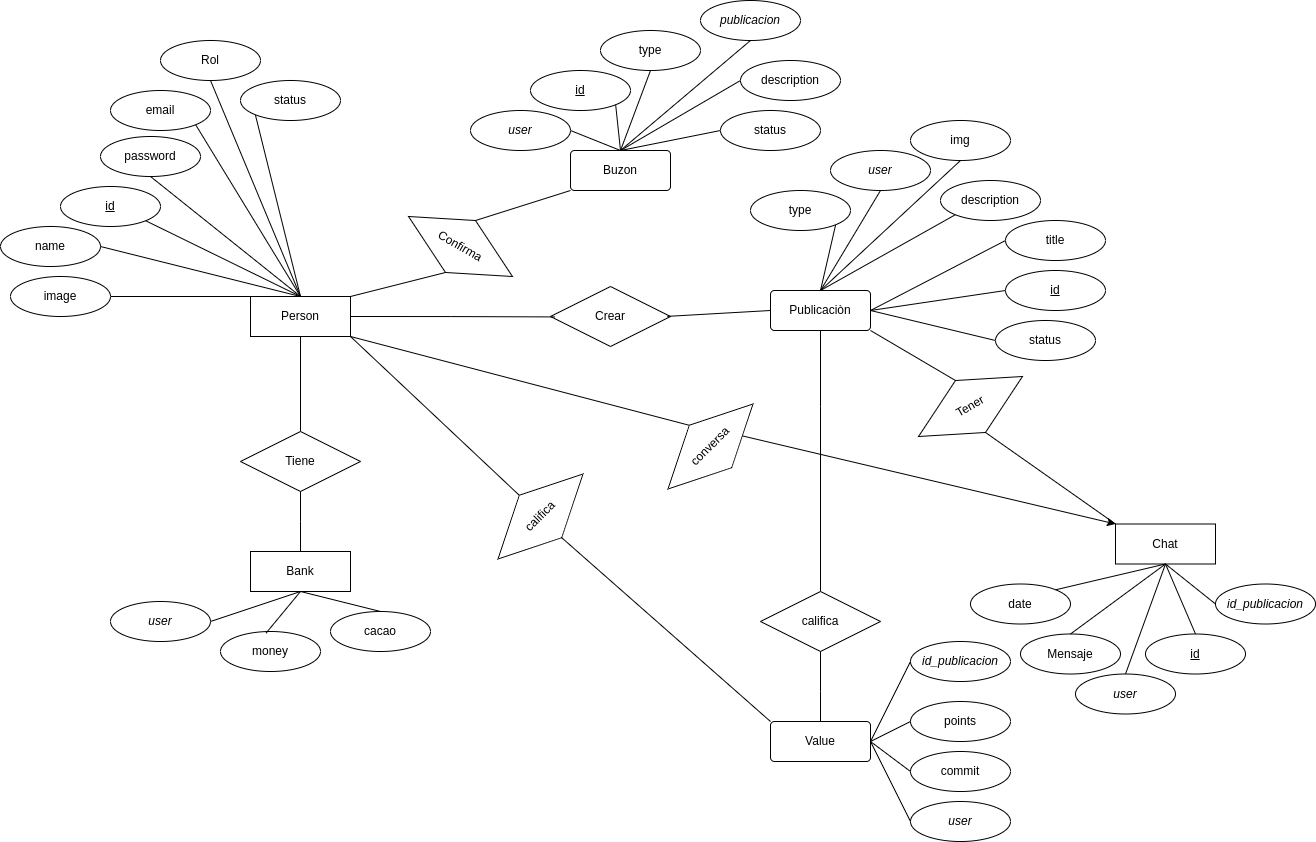 publicacion
type
Rol
description
id
status
email
user
status
img
password
Buzon
user
description
id
type
title
name
Confirma
id
image
Person
Crear
Publicaciòn
status
Tener
conversa
Tiene
califica
Chat
Bank
date
id_publicacion
user
califica
cacao
money
Mensaje
id
id_publicacion
user
points
Value
commit
user